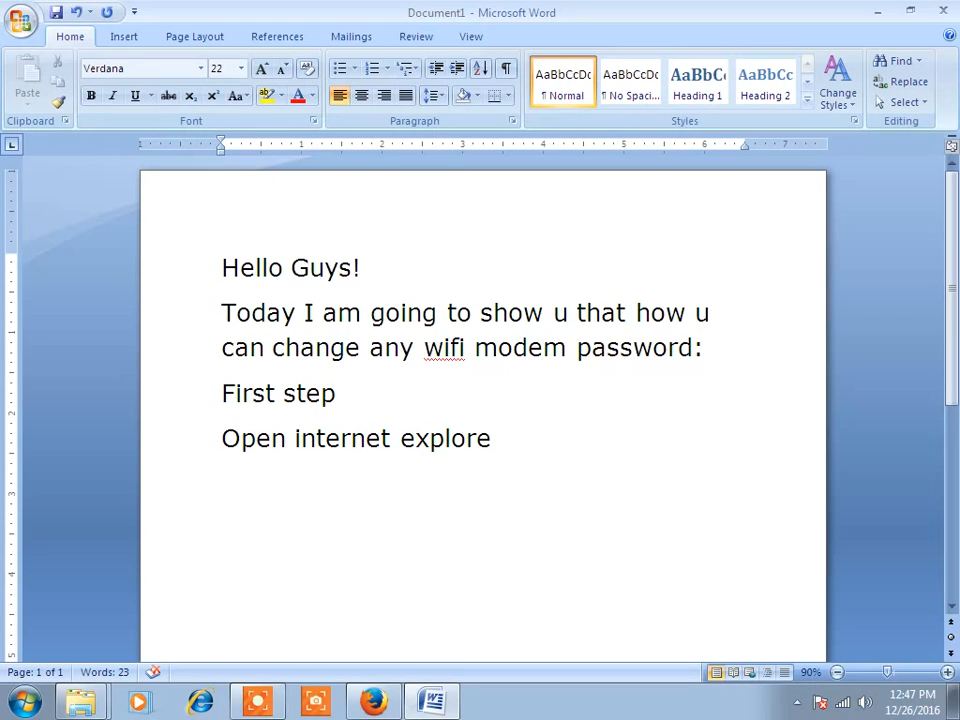 Document1 - Microsoft Word
Home Insert Page Layout References Mailings Review View
Verdana 22
AaBbCcDc AaBbCcDc AaBbC AaBbCc
Paste
¶ Normal ¶ No Spaci... Heading 1 Heading 2
Change Styles
Find
Replace
Select
Clipboard Font Paragraph Styles Editing
Hello Guys!
Today I am going to show u that how u
can change any wifi modem password:
First step
Open internet explore
Page: 1 of 1 Words: 23 90%
12:47 PM
12/26/2016